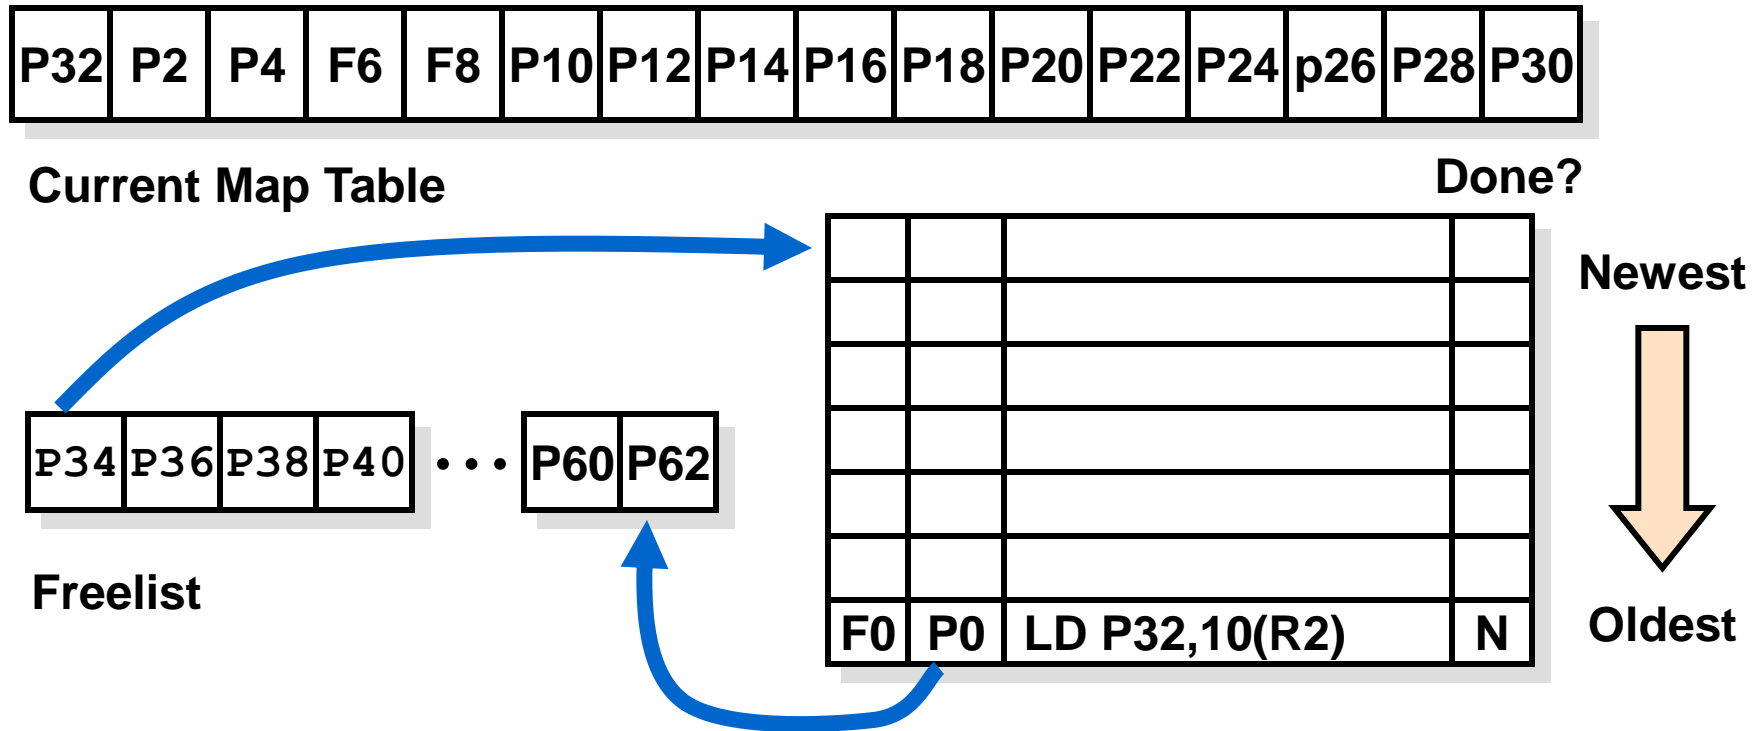 P32 P2 P4 F6 F8 P10 P12 P14 P16 P18 P20 P22 P24 p26 P28 P30
Current Map Table
Done?
Newest
P34 P36 P38 P40 ··· P60 P62
Freelist
F0 P0 LD P32,10(R2) N
Oldest